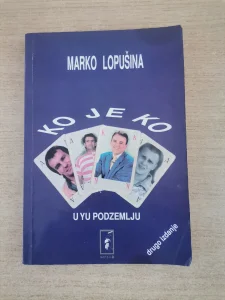 MARKO LOPUŠINA
KO JE KO
U YU PODZEMLJU
drugo izdanje